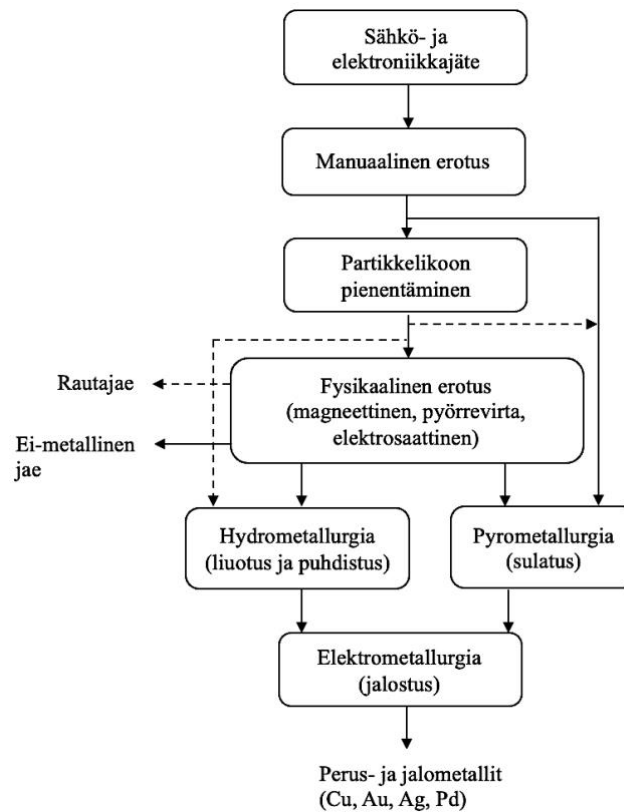 Sähkö- ja
elektroniikkajäte
Manuaalinen erotus
Partikkelikoon
pienentäminen
Rautajae
Fysikaalinen erotus
(magneettinen, pyörrevirta,
elektrosaattinen)
Ei-metallinen
jae
Hydrometallurgia
(liuotus ja puhdistus)
Pyrometallurgia
(sulatus)
Elektrometallurgia
(jalostus)
Perus- ja jalometallit
(Cu, Au, Ag, Pd)